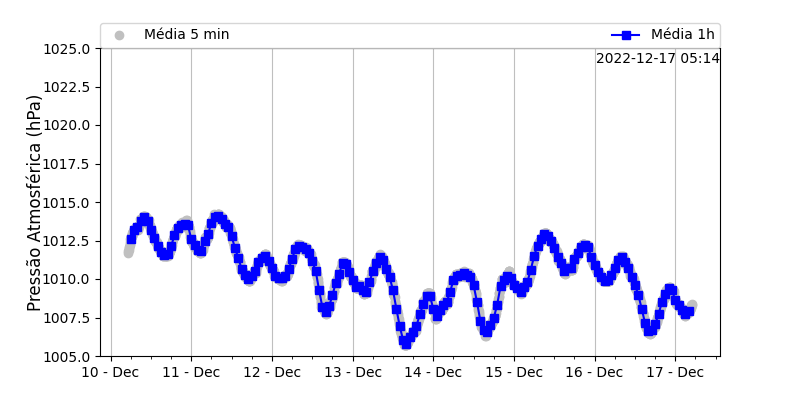 Média 5 min
Média 1h
2022-12-17 05:14
Pressão Atmosférica (hPa)
1025.0
1022.5
1020.0
1017.5
1015.0
1012.5
1010.0
1007.5
1005.0
10 - Dec
11 - Dec
12 - Dec
13 - Dec
14 - Dec
15 - Dec
16 - Dec
17 - Dec